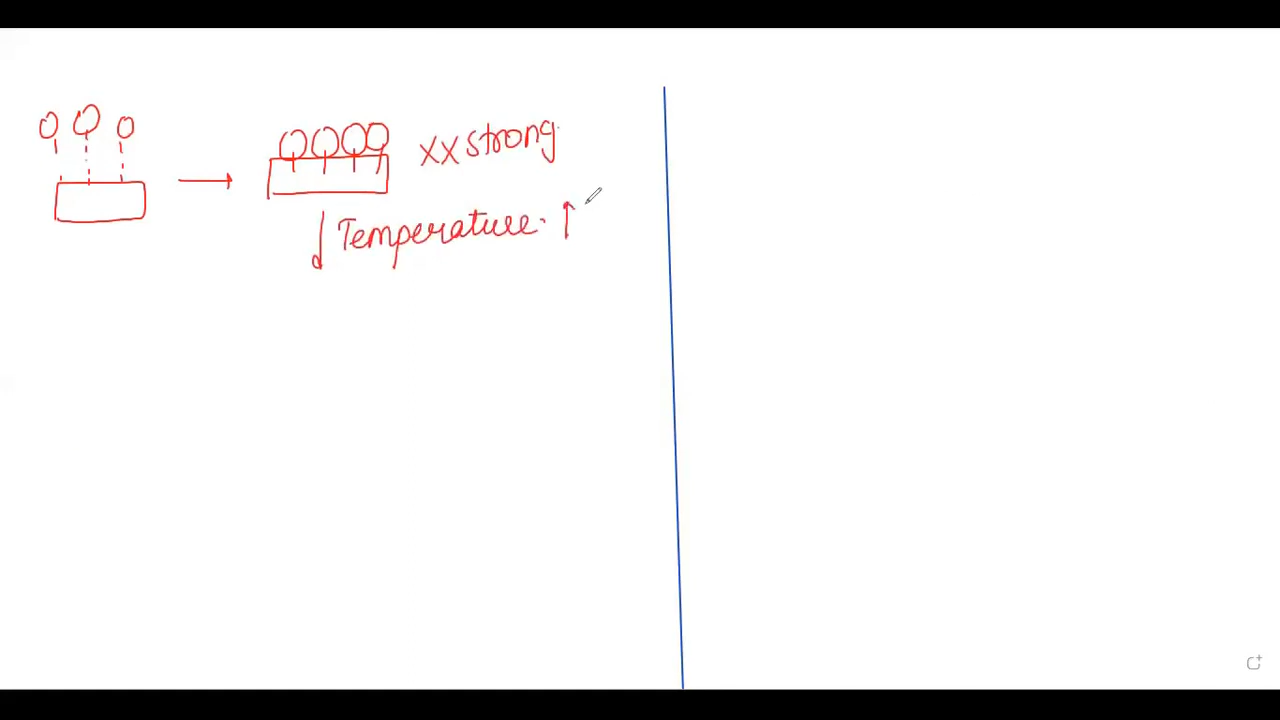 xx strong
↓ Temperature. ↑